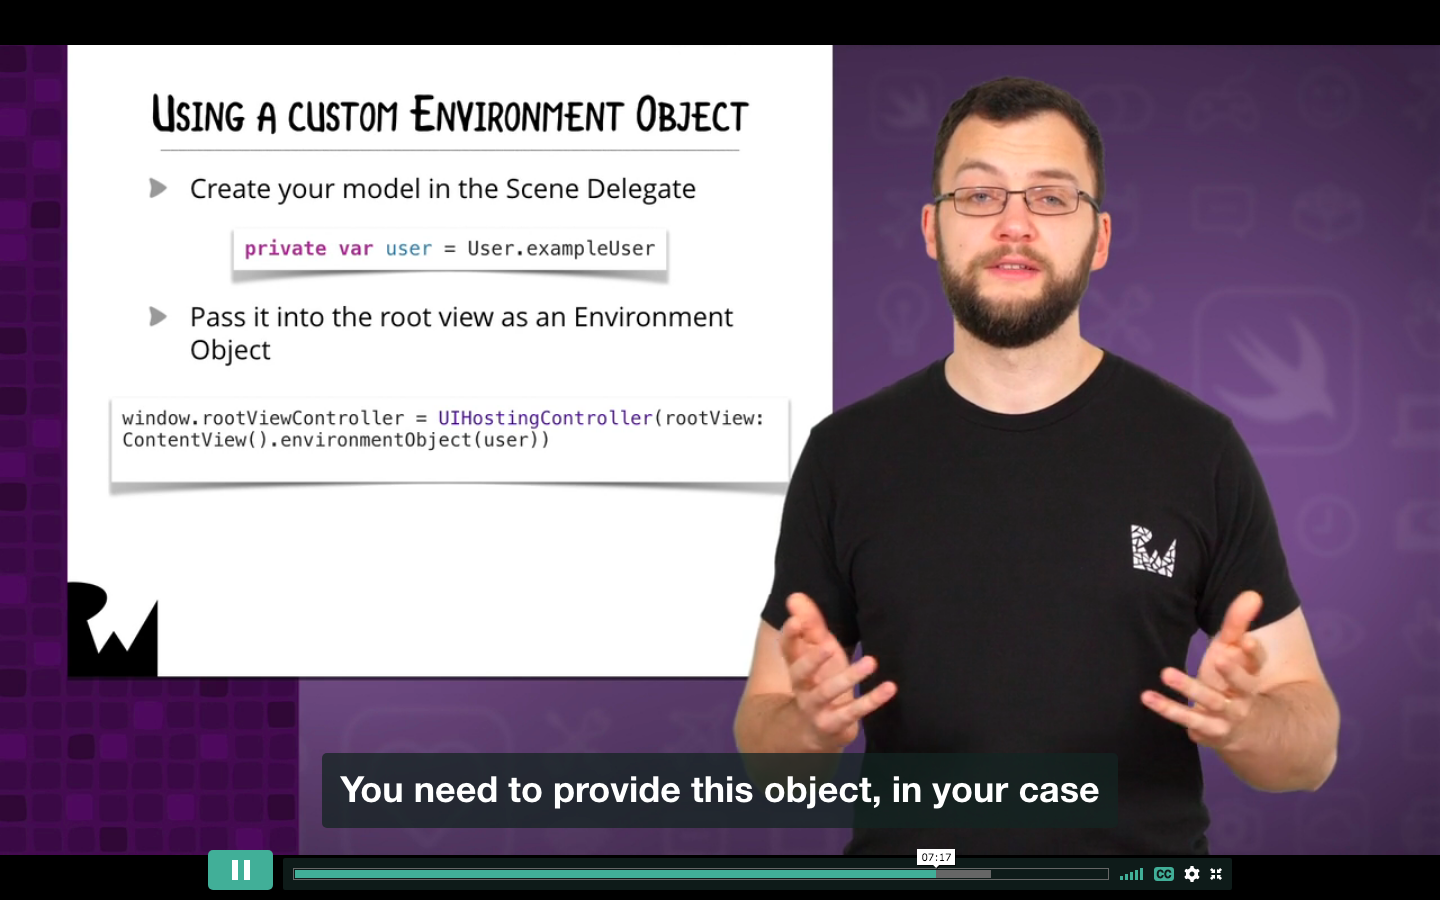 USING A CUSTOM ENVIRONMENT OBJECT
Create your model in the Scene Delegate
private var user = User.exampleUser
Pass it into the root view as an Environment
Object
window.rootViewController = UIHostingController(rootView:
ContentView().environmentObject(user))
RW
RW
You need to provide this object, in your case
07:17
CC